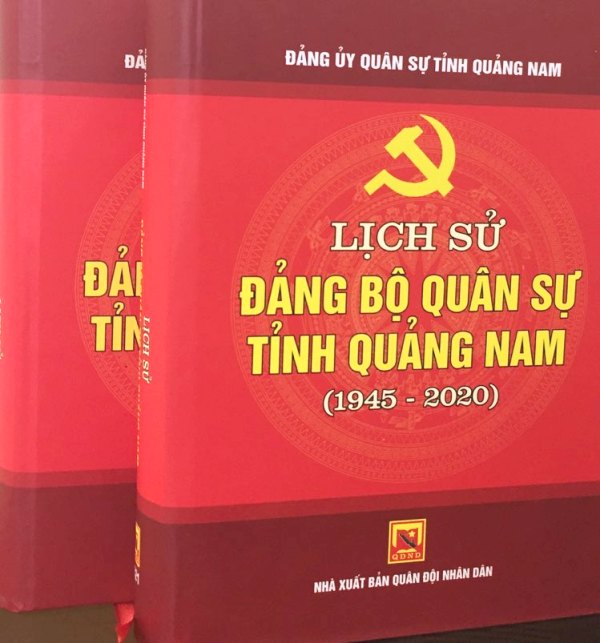 ĐẢNG ỦY QUÂN SỰ TỈNH QUẢNG NAM
LỊCH SỬ
ĐẢNG BỘ QUÂN SỰ
TỈNH QUẢNG NAM
(1945 - 2020)
QĐND
NHÀ XUẤT BẢN QUÂN ĐỘI NHÂN DÂN
LỊCH SỬ
ĐẢ
ĐẢ
TỈN